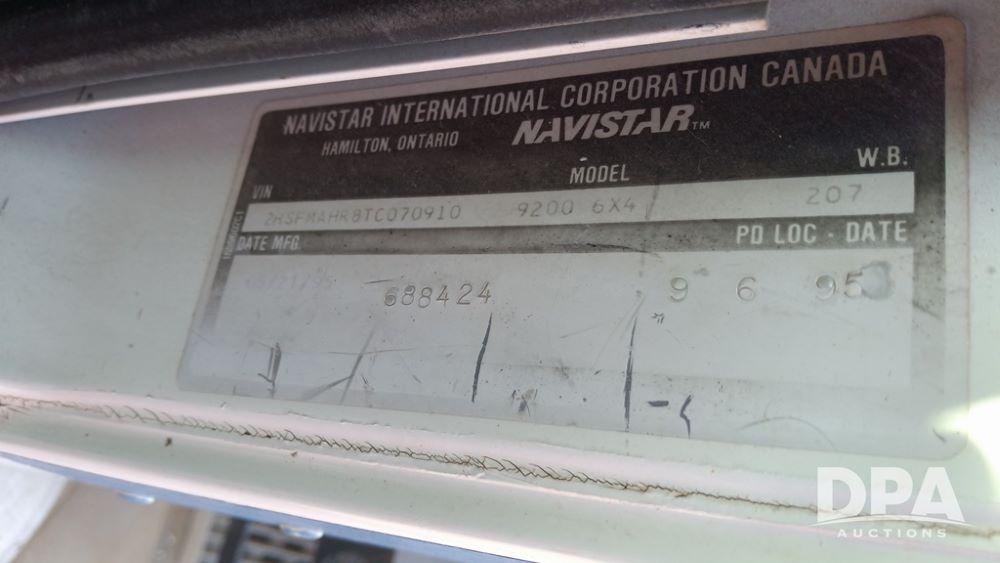 NAVISTAR INTERNATIONAL CORPORATION CANADA
HAMILTON, ONTARIO NAVISTAR™
VIN MODEL W.B.
2HSFMAHR8TC070910 9200 6X4 207
DATE MFG. PD LOC - DATE
688424 9 6 95
DPA
AUCTIONS